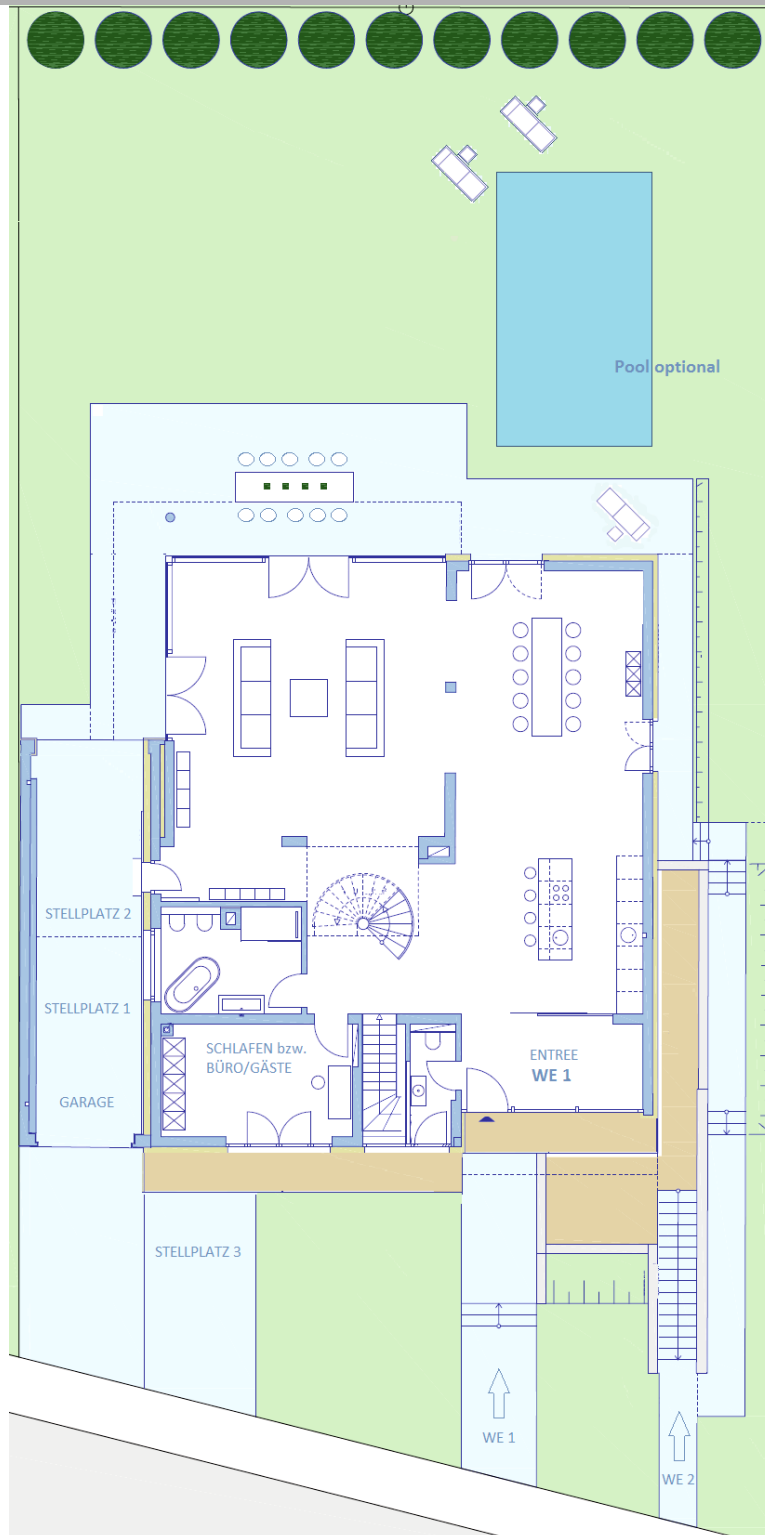 Pool optional
STELLPLATZ 2
STELLPLATZ 1
GARAGE
SCHLAFEN bzw.
BÜRO/GÄSTE
ENTREE
WE 1
STELLPLATZ 3
WE 1
WE 2